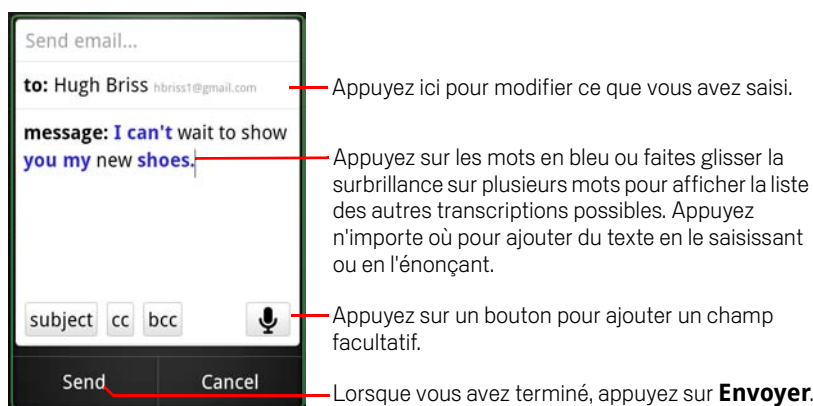 Send email...
to: Hugh Briss hbriss1@gmail.com
Appuyez ici pour modifier ce que vous avez saisi.
message: I can't wait to show
you my new shoes.
Appuyez sur les mots en bleu ou faites glisser la
surbrillance sur plusieurs mots pour afficher la liste
des autres transcriptions possibles. Appuyez
n'importe où pour ajouter du texte en le saisissant
ou en l'énonçant.
subject cc bcc
Appuyez sur un bouton pour ajouter un champ
facultatif.
Send Cancel
Lorsque vous avez terminé, appuyez sur Envoyer.